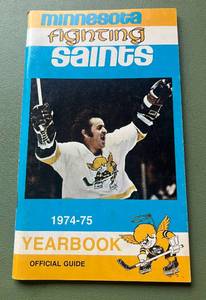 minnesota
FIGHTING
SAINTS
1974-75
YEARBOOK
OFFICIAL GUIDE